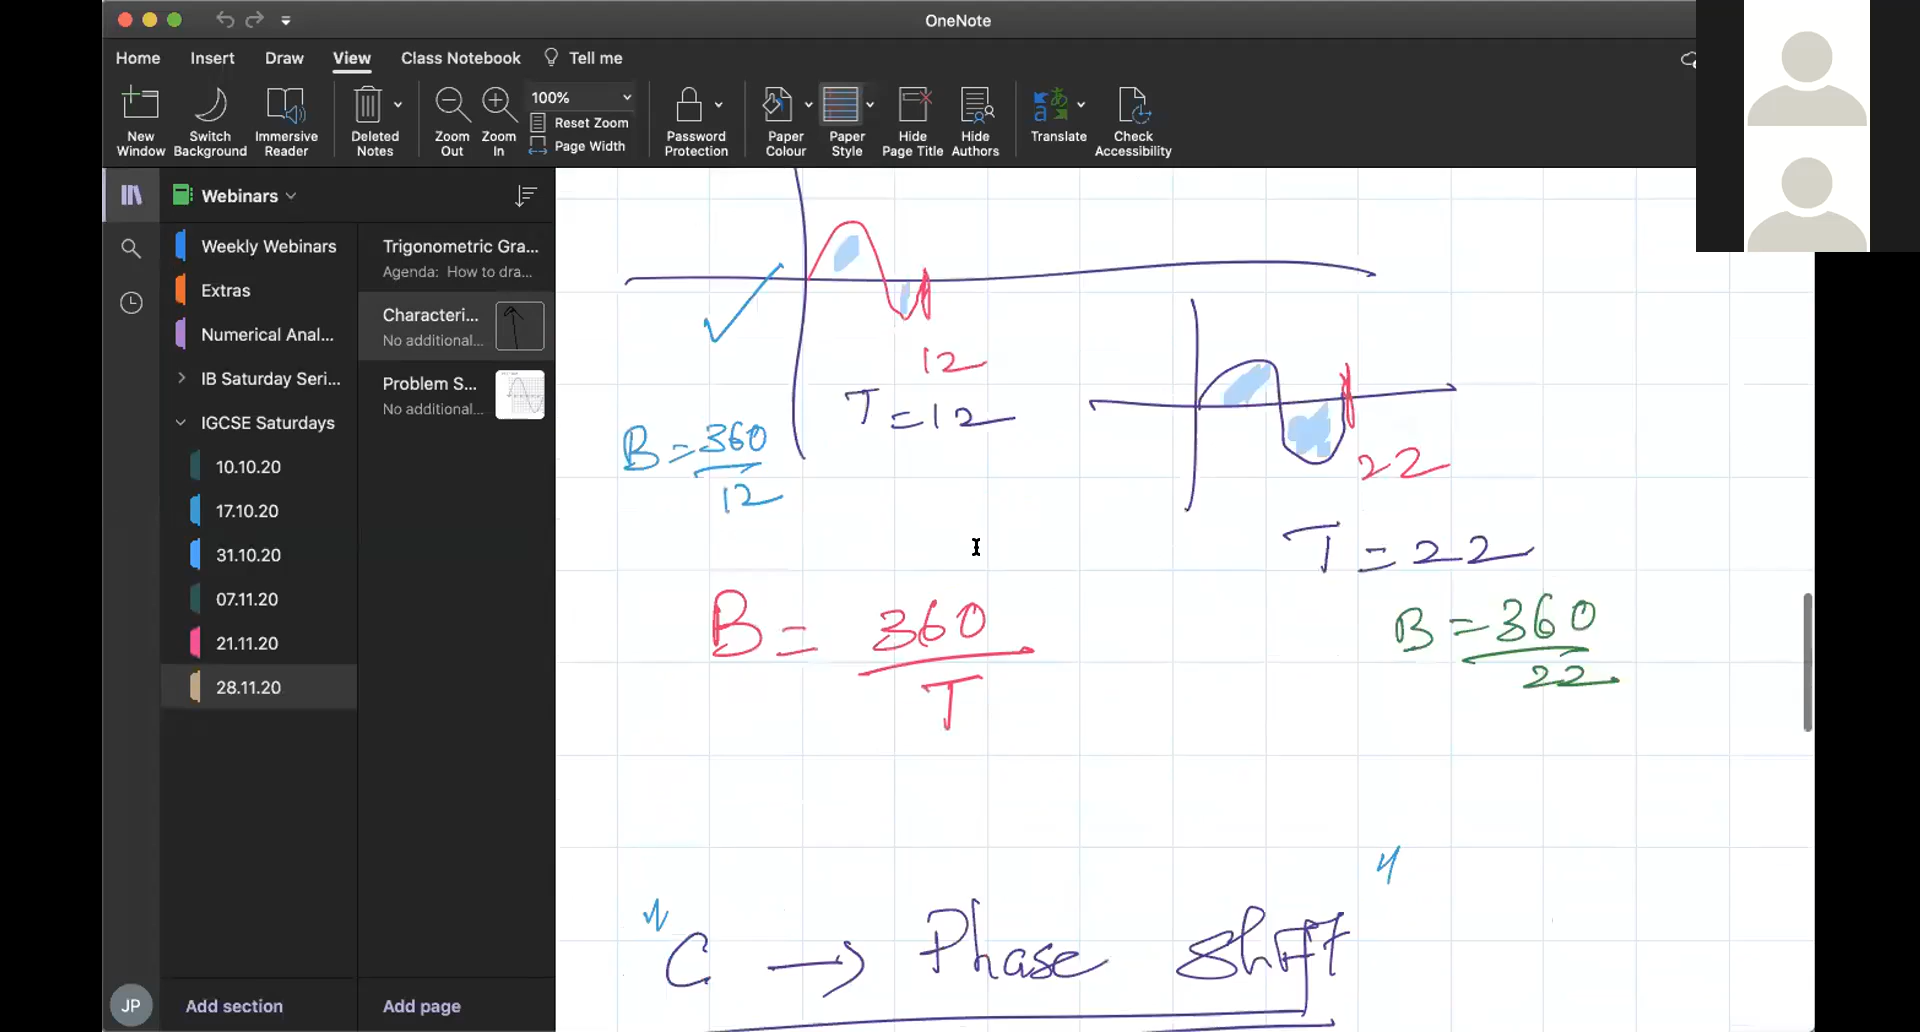 OneNote
Home Insert Draw View Class Notebook Tell me
100%
Reset Zoom
Page Width
New Window
Switch Background
Immersive Reader
Deleted Notes
Zoom Out
Zoom In
Password Protection
Paper Colour
Paper Style
Hide Page Title
Hide Authors
Translate
Check Accessibility
Webinars
Weekly Webinars
Extras
Numerical Anal...
IB Saturday Seri...
IGCSE Saturdays
10.10.20
17.10.20
31.10.20
07.11.20
21.11.20
28.11.20
JP
Add section
Trigonometric Gra...
Agenda: How to dra...
Characteri...
No additional...
Problem S...
No additional...
Add page
12
T = 12
B = 360
12
22
T = 22
B = 360
T
B = 360
22
" C → Phase shift "